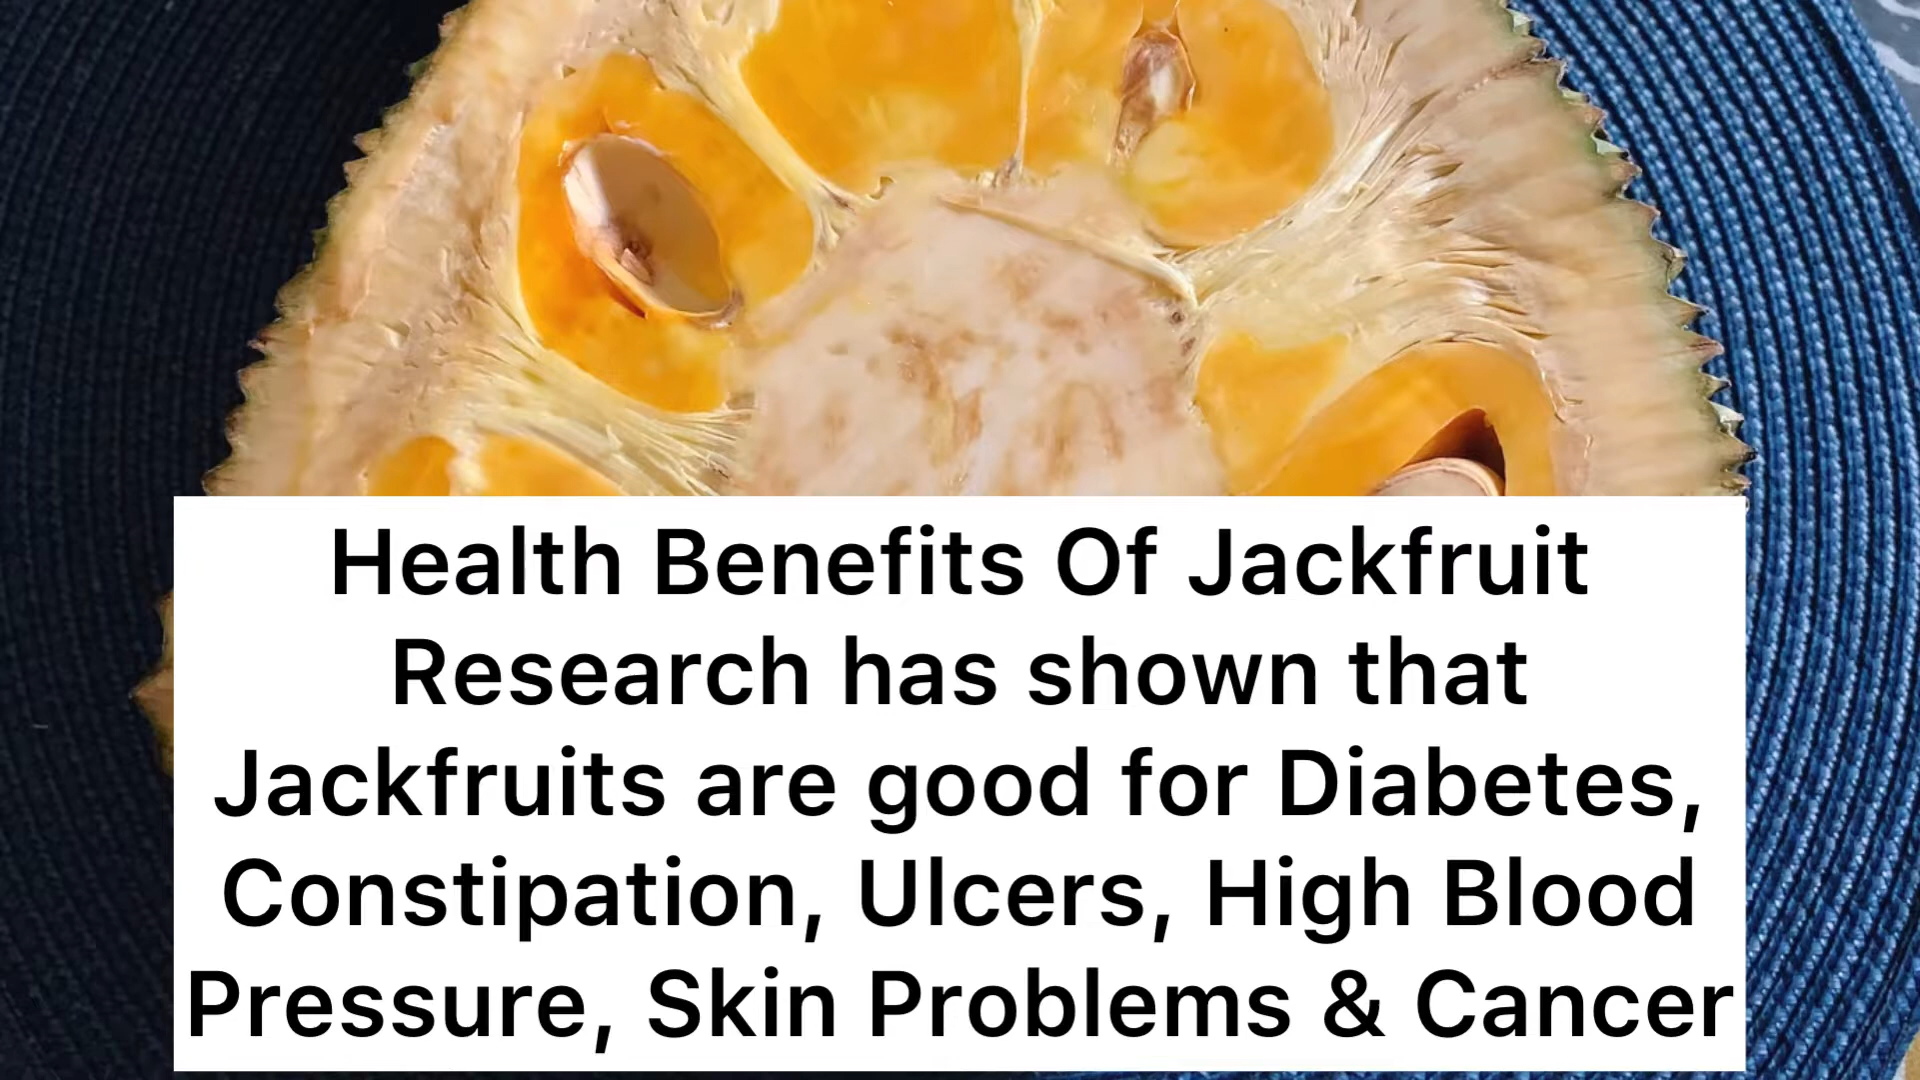 Health Benefits Of Jackfruit
Research has shown that
Jackfruits are good for Diabetes,
Constipation, Ulcers, High Blood
Pressure, Skin Problems & Cancer